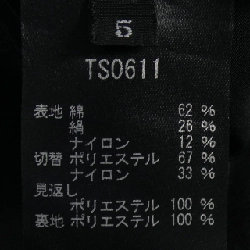 5
TS0611
表地 綿 62 %
絹 26 %
ナイロン 12 %
切替 ポリエステル 67 %
ナイロン 33 %
見返し
ポリエステル 100 %
裏地 ポリエステル 100 %